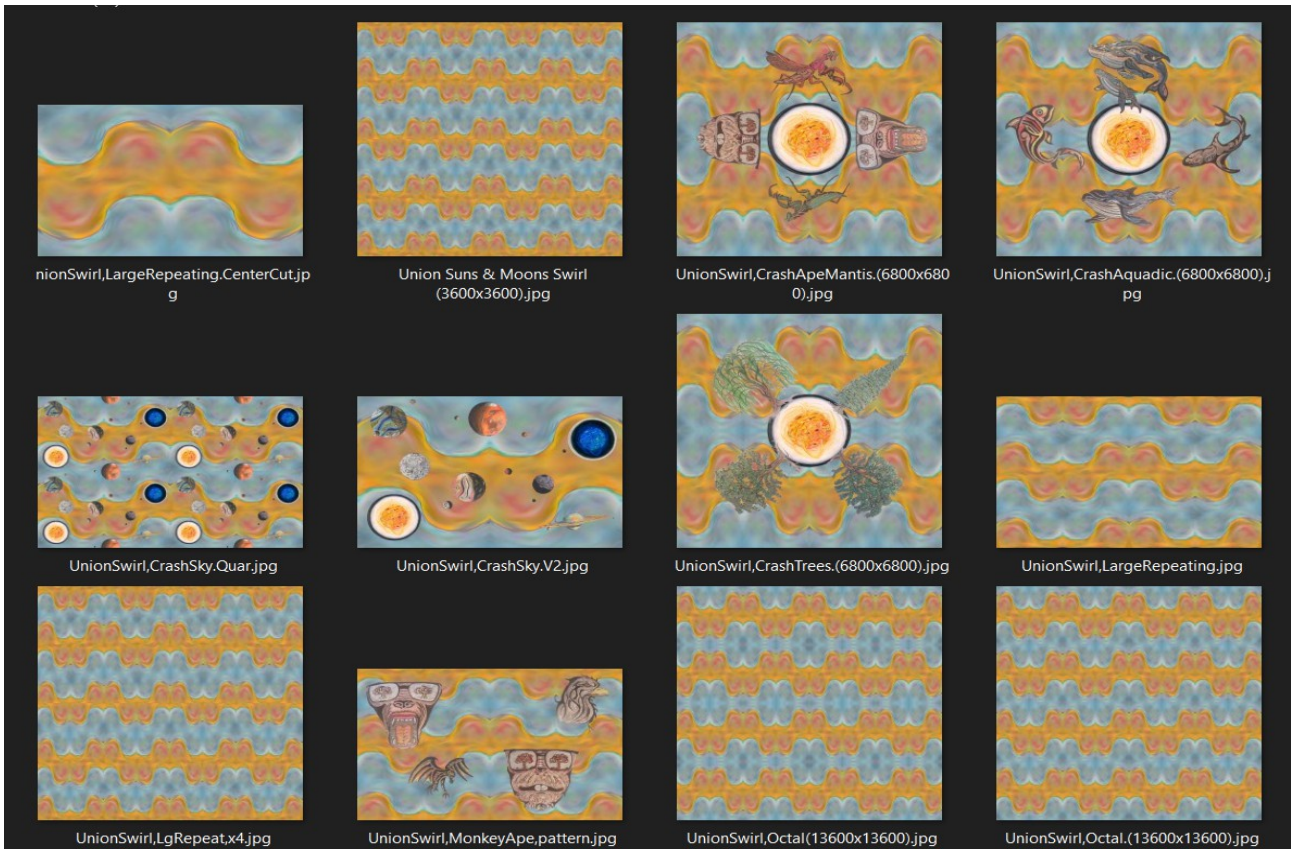 nionSwirl,LargeRepeating.CenterCut.jp
g
Union Suns & Moons Swirl
(3600x3600).jpg
UnionSwirl,CrashApeMantis.(6800x680
0).jpg
UnionSwirl,CrashAquadic.(6800x6800).j
pg
UnionSwirl,CrashSky.Quar.jpg
UnionSwirl,CrashSky.V2.jpg
UnionSwirl,CrashTrees.(6800x6800).jpg
UnionSwirl,LargeRepeating.jpg
UnionSwirl,LgRepeat,x4.jpg
UnionSwirl,MonkeyApe,pattern.jpg
UnionSwirl,Octal(13600x13600).jpg
UnionSwirl,Octal.(13600x13600).jpg